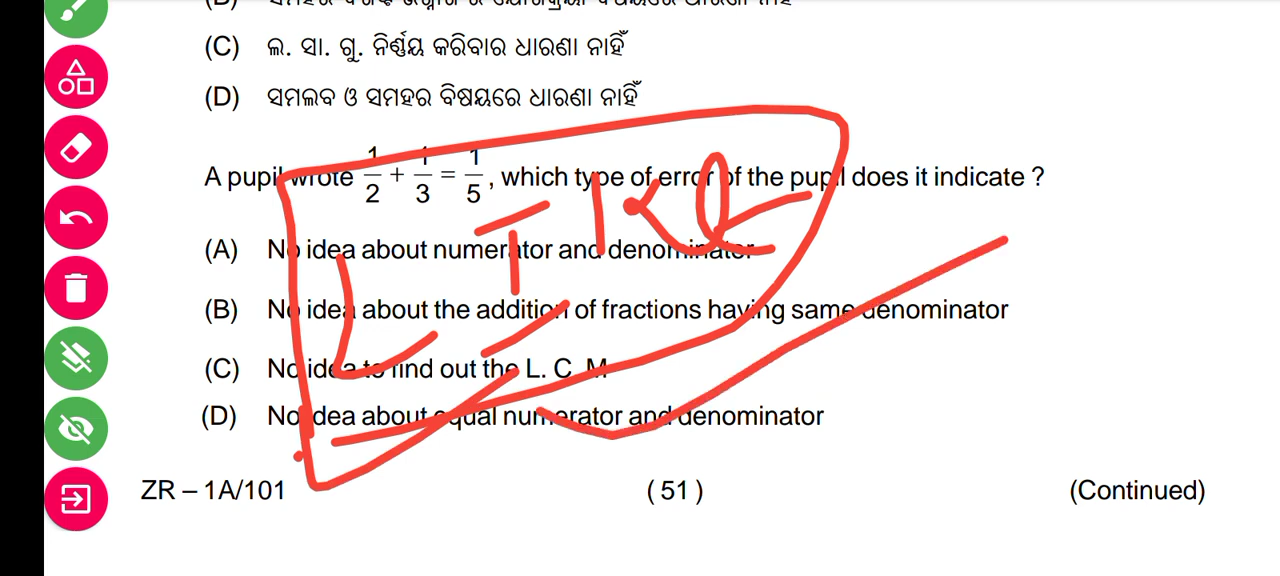 (C) ଲ. ସା. ଗୁ. ନିର୍ଣ୍ଣୟ କରିବାର ଧାରଣା ନାହିଁ
(D) ସମଲବ ଓ ସମହର ବିଷୟରେ ଧାରଣା ନାହିଁ
A pupil wrote 1/2 + 1/3 = 1/5, which type of error of the pupil does it indicate ?
(A) No idea about numerator and denominator
(B) No idea about the addition of fractions having same denominator
(C) No idea to find out the L. C. M
(D) No idea about equal numerator and denominator
LIKE
ZR – 1A/101 (51) (Continued)